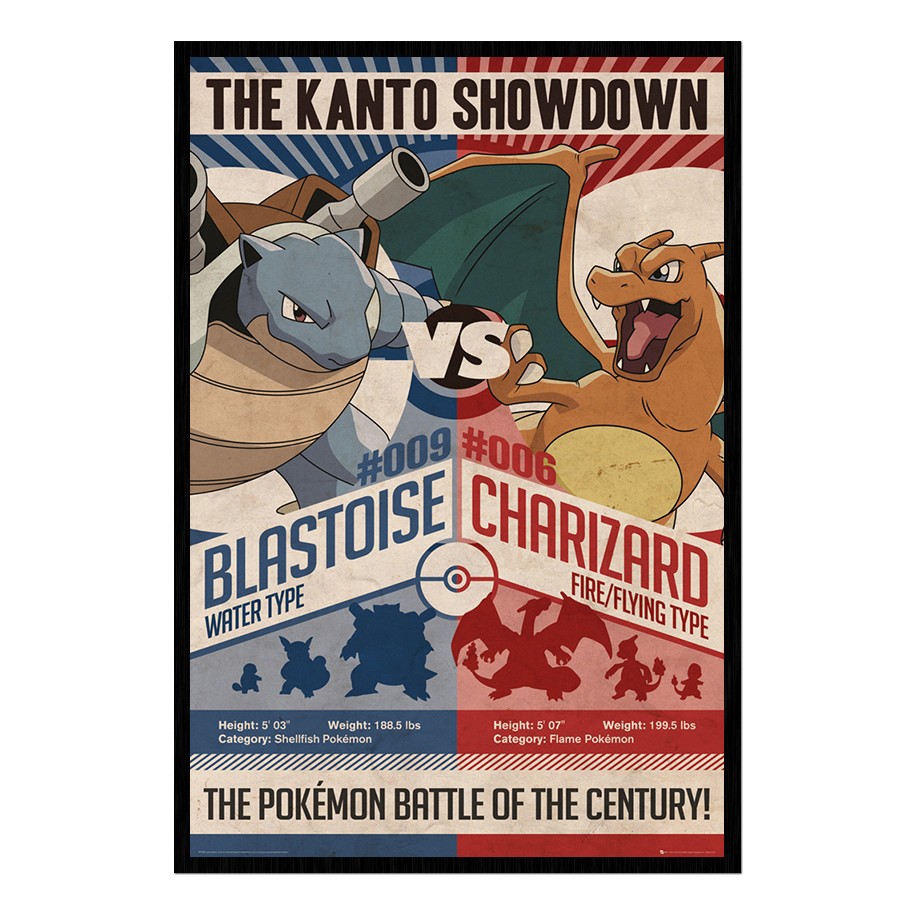 THE KANTO SHOWDOWN
VS
#009 #006
BLASTOISE
WATER TYPE
CHARIZARD
FIRE/FLYING TYPE
Height: 5' 03" Weight: 188.5 lbs
Category: Shellfish Pokémon
Height: 5' 07" Weight: 199.5 lbs
Category: Flame Pokémon
THE POKÉMON BATTLE OF THE CENTURY!